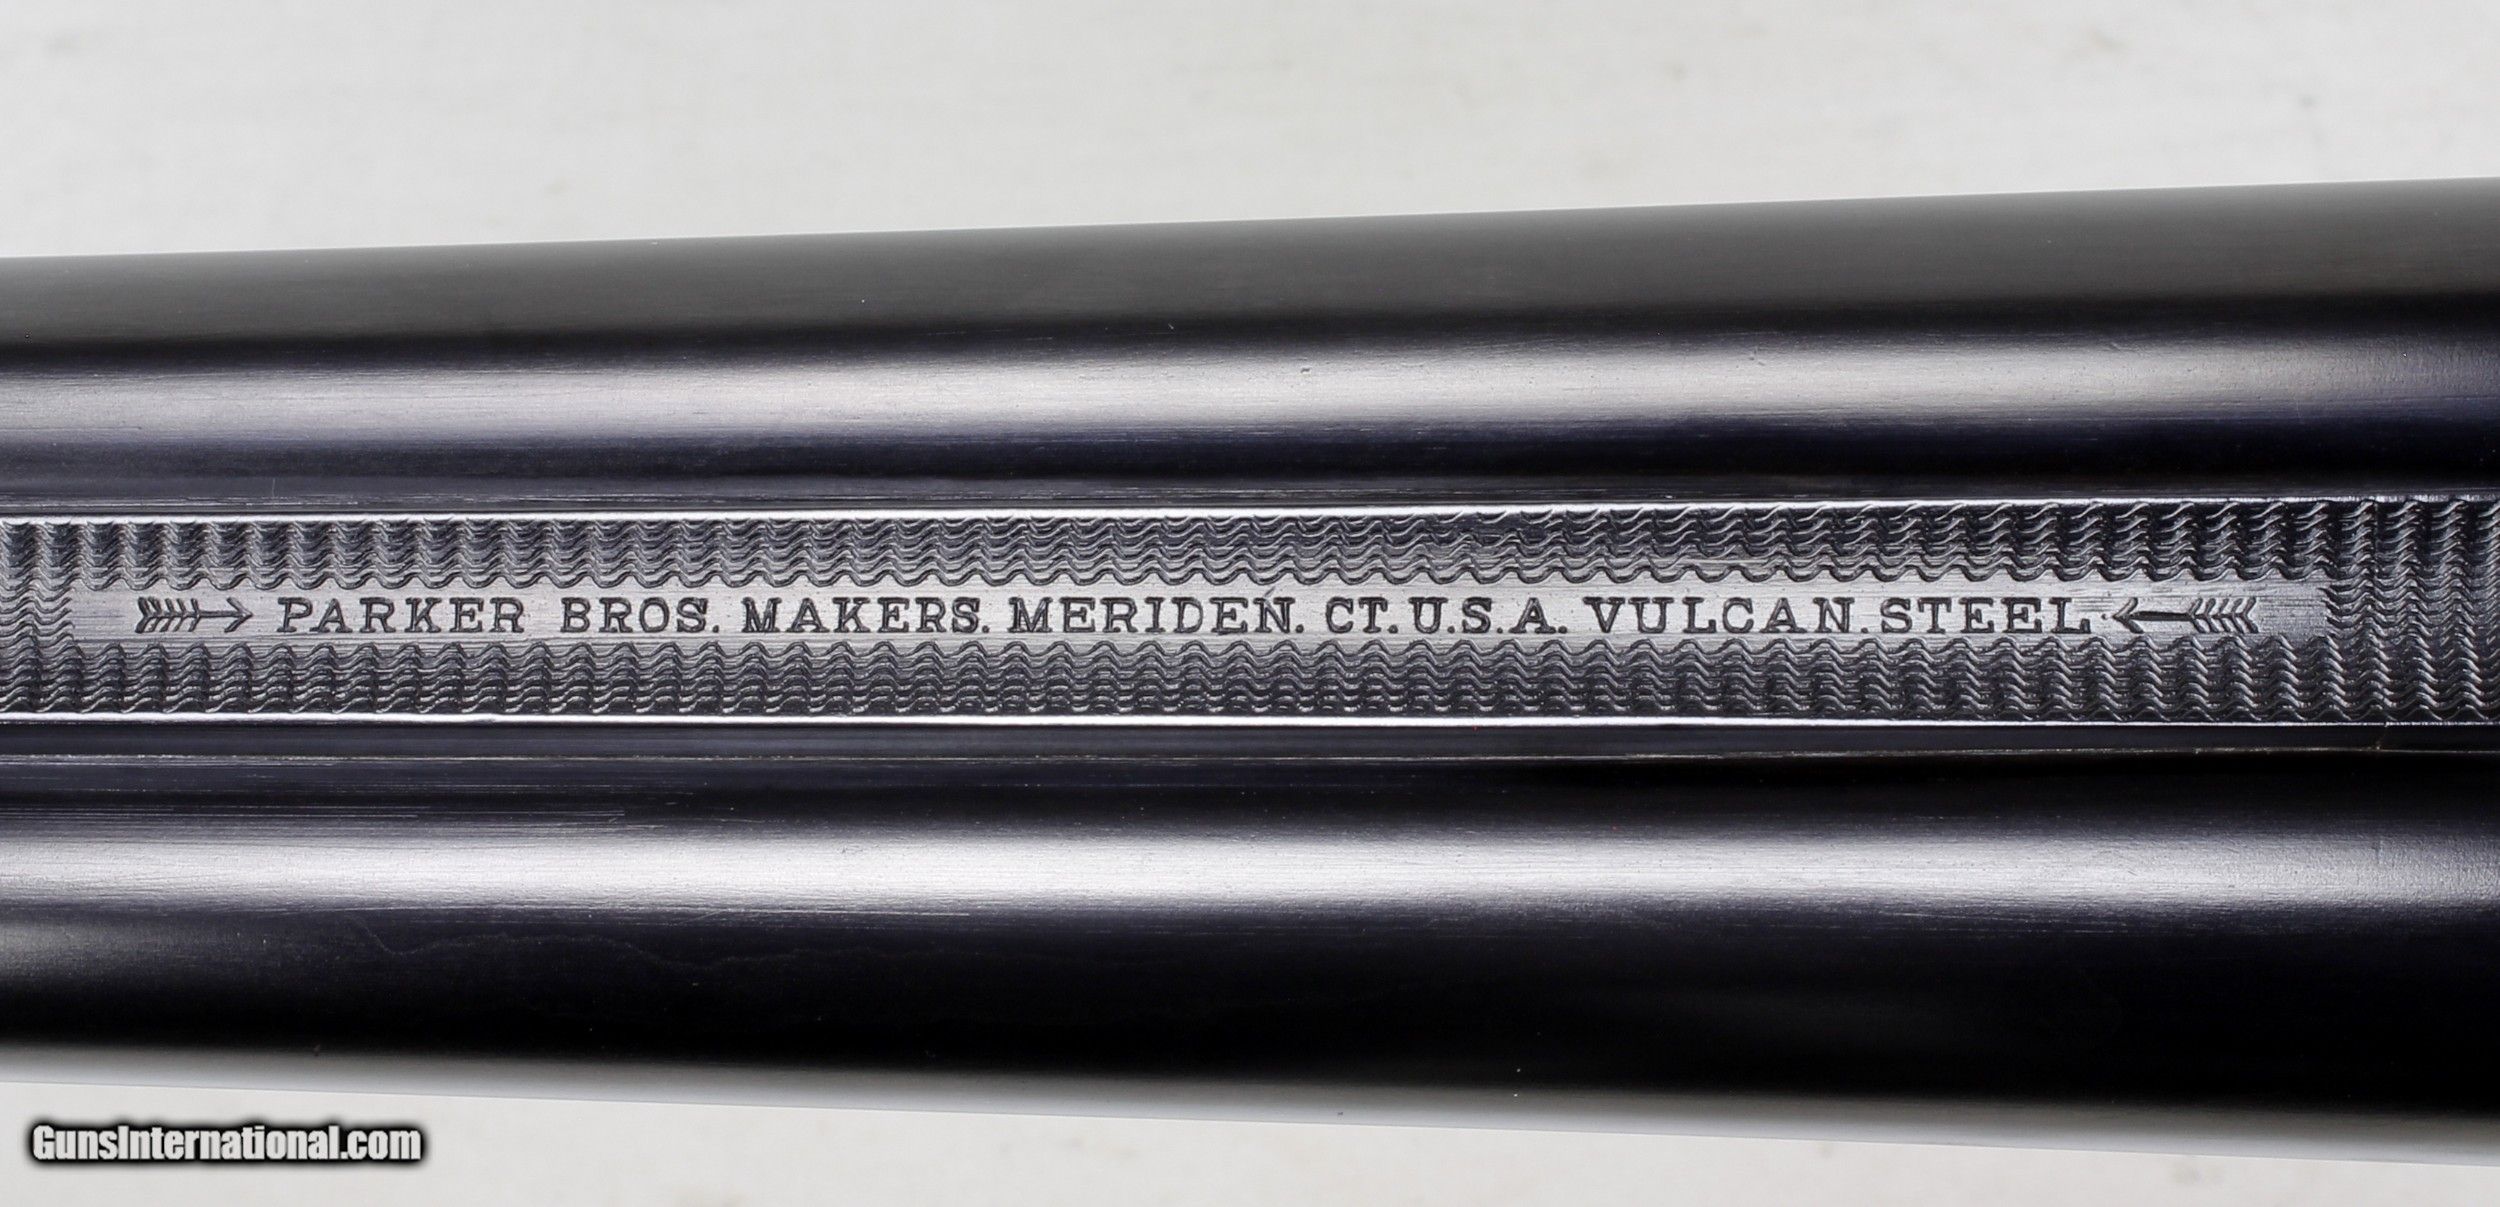 PARKER BROS. MAKERS. MERIDEN. CT. U.S.A. VULCAN. STEEL
GunsInternational.com